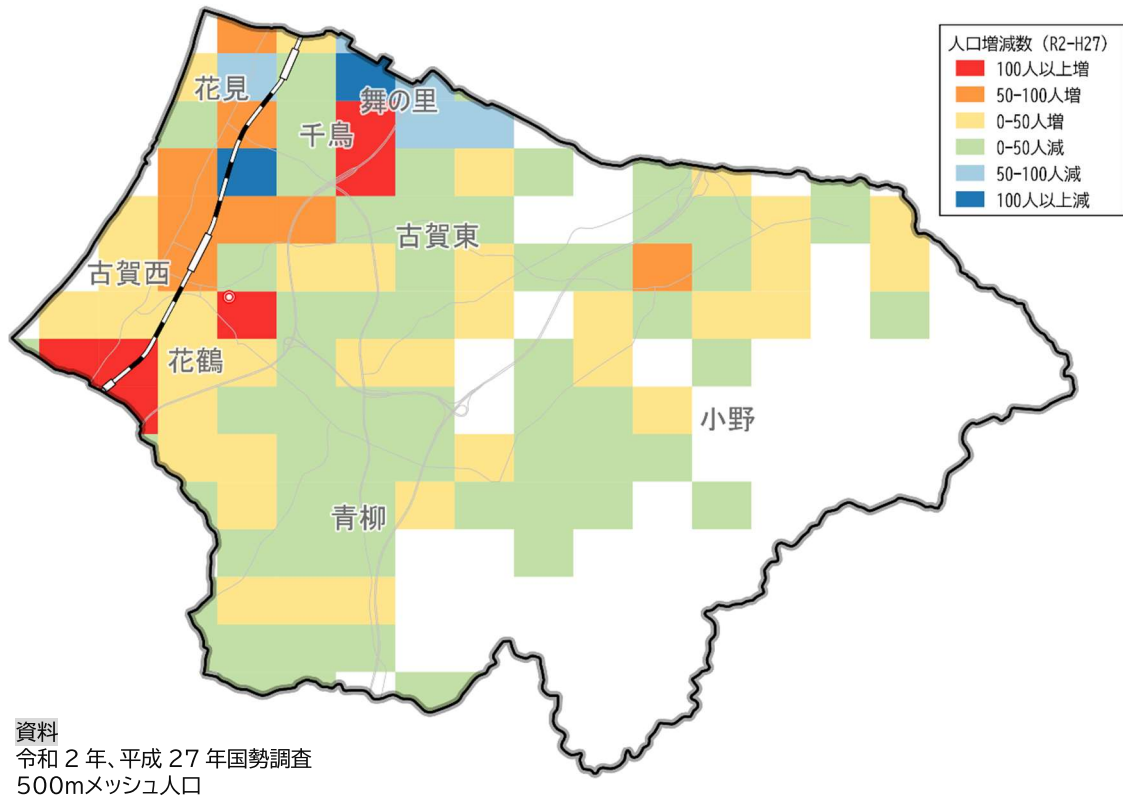 人口増減数（R2-H27）
100人以上増
50-100人増
0-50人増
0-50人減
50-100人減
100人以上減
花見
舞の里
千鳥
古賀東
古賀西
花鶴
小野
青柳
資料
令和 2 年、平成 27 年国勢調査
500mメッシュ人口